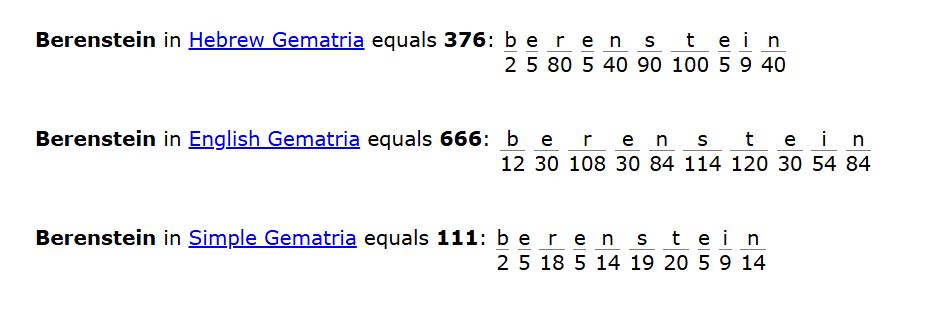 Berenstein in Hebrew Gematria equals 376: b e r e n s t e i n
2 5 80 5 40 90 100 5 9 40
Berenstein in English Gematria equals 666: b e r e n s t e i n
12 30 108 30 84 114 120 30 54 84
Berenstein in Simple Gematria equals 111: b e r e n s t e i n
2 5 18 5 14 19 20 5 9 14